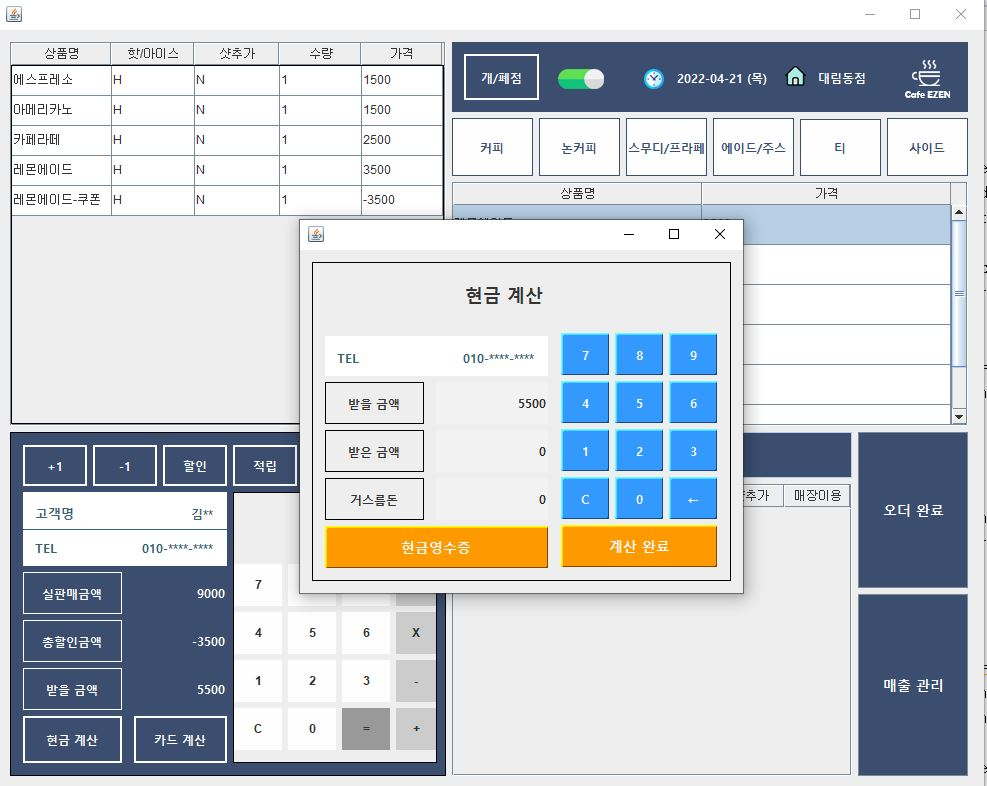 상품명 핫/아이스 샷추가 수량 가격
에스프레소 H N 1 1500
아메리카노 H N 1 1500
카페라떼 H N 1 2500
레몬에이드 H N 1 3500
레몬에이드-쿠폰 H N 1 -3500
개/폐점 2022-04-21 (목) 대림동점 Cafe EZEN
커피 논커피 스무디/프라페 에이드/주스 티 사이드
상품명 가격
현금 계산
TEL 010-****-****
받을 금액 5500
받은 금액 0
거스름돈 0
현금영수증
7 8 9
4 5 6
1 2 3
C 0 ←
계산 완료
+1 -1 할인 적립
고객명 김**
TEL 010-****-****
실판매금액 9000
총할인금액 -3500
받을 금액 5500
현금 계산 카드 계산
7
4 5 6 X
1 2 3 -
C 0 = +
추가 매장이용
오더 완료
매출 관리